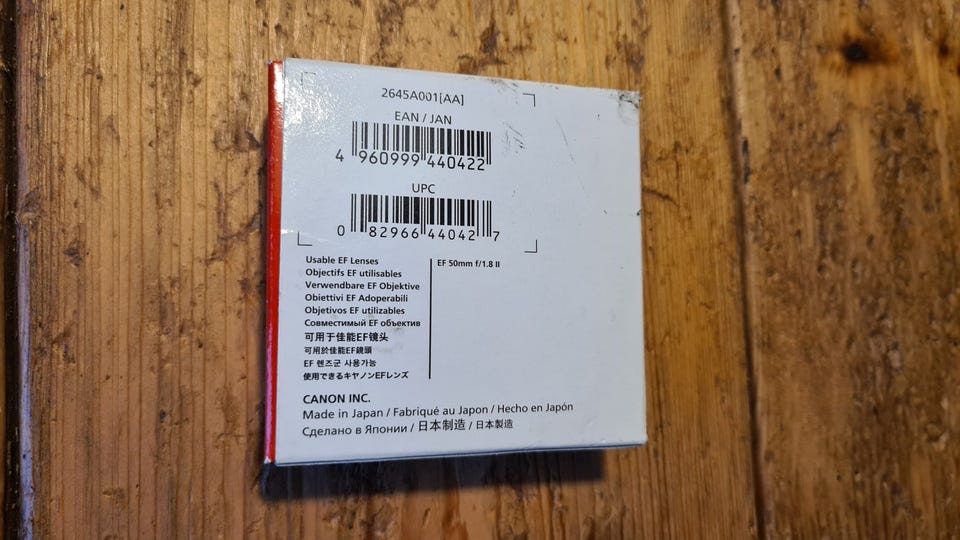 2645A001[AA]
EAN / JAN
4 960999 440422
UPC
0 82966 44042 7
Usable EF Lenses
Objectifs EF utilisables
Verwendbare EF Objektive
Obiettivi EF Adoperabili
Objetivos EF utilizables
Совместимый EF объектив
可用于佳能EF镜头
可用於佳能EF鏡頭
EF 렌즈군 사용가능
使用できるキヤノンEFレンズ
EF 50mm f/1.8 II
CANON INC.
Made in Japan / Fabriqué au Japon / Hecho en Japón
Сделано в Японии / 日本制造 / 日本製造